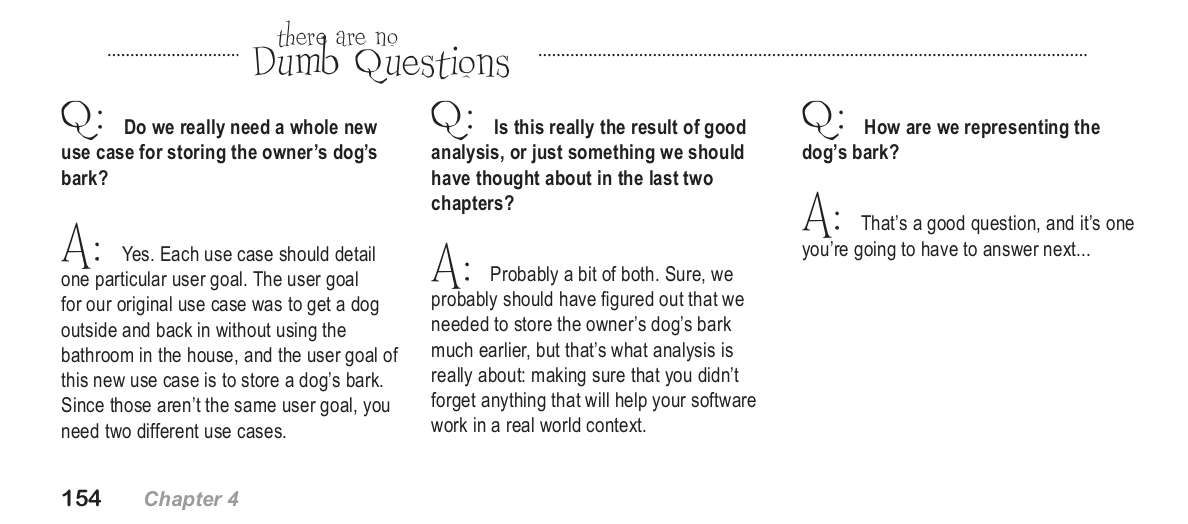 there are no
Dumb Questions
Q: Do we really need a whole new
use case for storing the owner’s dog’s
bark?
A: Yes. Each use case should detail
one particular user goal. The user goal
for our original use case was to get a dog
outside and back in without using the
bathroom in the house, and the user goal of
this new use case is to store a dog’s bark.
Since those aren’t the same user goal, you
need two different use cases.
Q: Is this really the result of good
analysis, or just something we should
have thought about in the last two
chapters?
A: Probably a bit of both. Sure, we
probably should have figured out that we
needed to store the owner’s dog’s bark
much earlier, but that’s what analysis is
really about: making sure that you didn’t
forget anything that will help your software
work in a real world context.
Q: How are we representing the
dog’s bark?
A: That’s a good question, and it’s one
you’re going to have to answer next...
154 Chapter 4